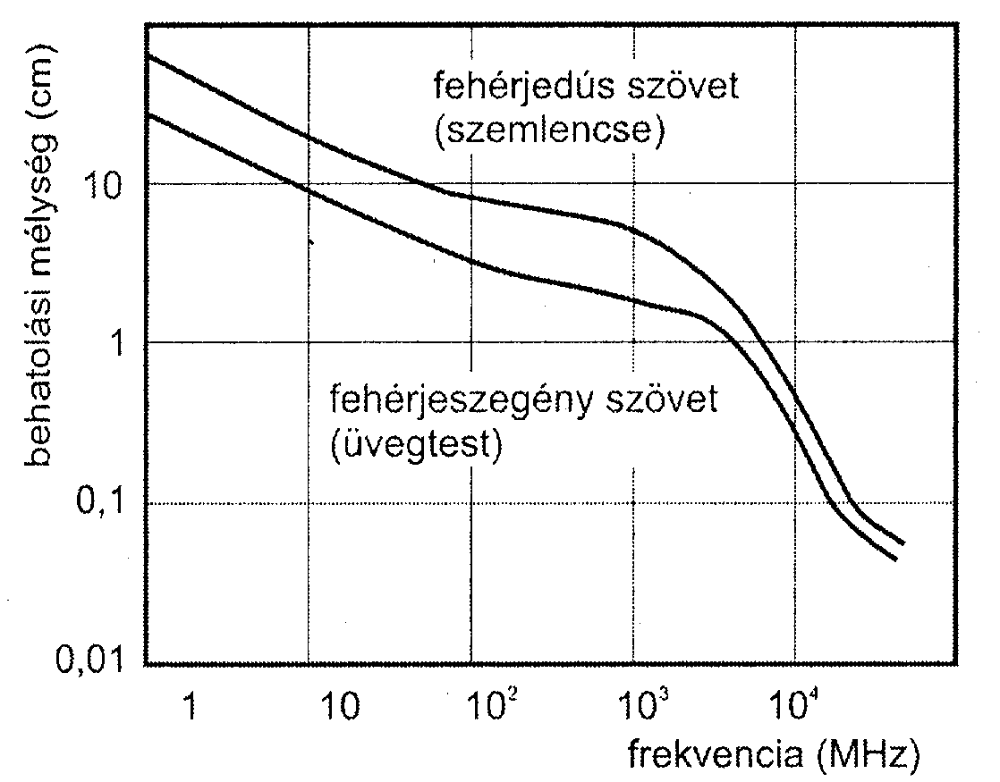 behatolási mélység (cm)
fehérjedús szövet
(szemlencse)
10
1
fehérjeszegény szövet
(üvegtest)
0,1
0,01
1 10 10² 10³ 10⁴
frekvencia (MHz)